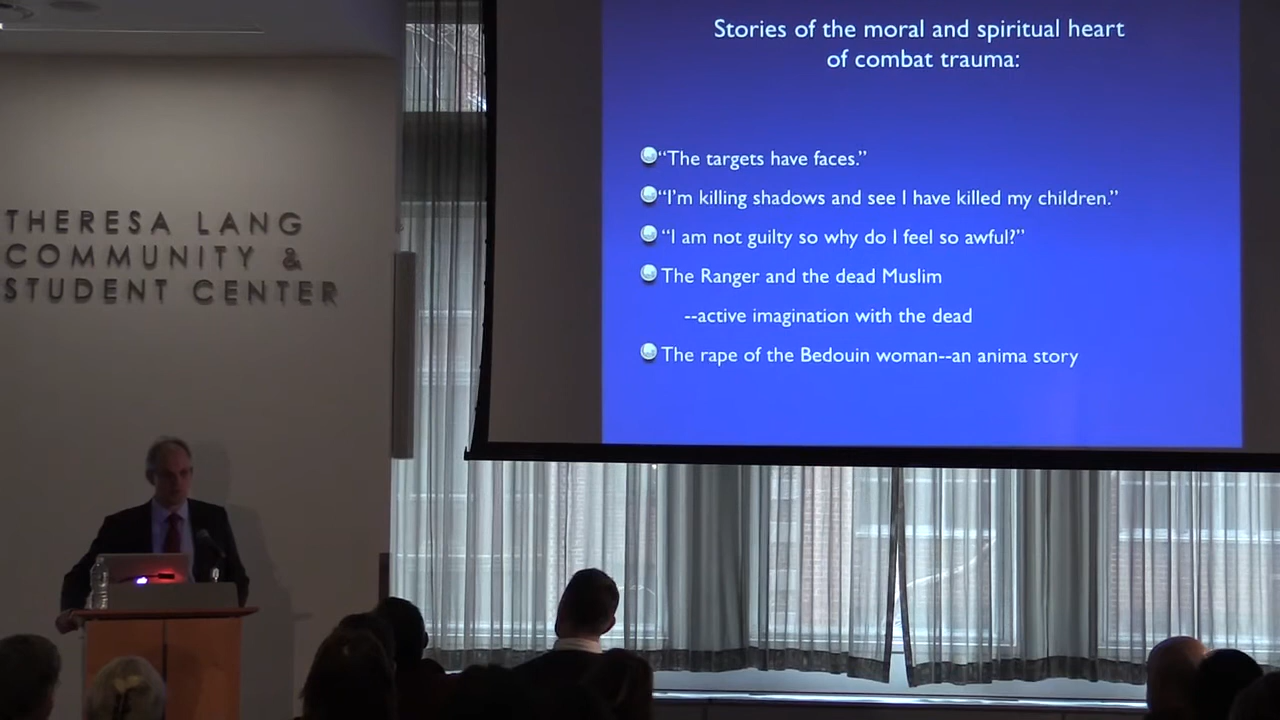 Stories of the moral and spiritual heart
of combat trauma:
“The targets have faces.”
“I’m killing shadows and see I have killed my children.”
“I am not guilty so why do I feel so awful?”
The Ranger and the dead Muslim
--active imagination with the dead
The rape of the Bedouin woman--an anima story
THERESA LANG
COMMUNITY &
STUDENT CENTER